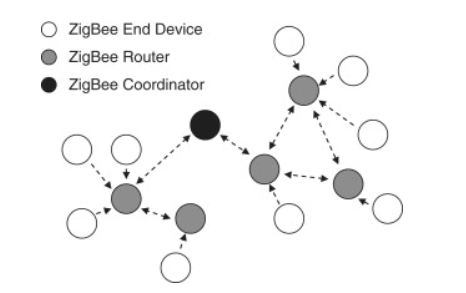 ZigBee End Device
ZigBee Router
ZigBee Coordinator